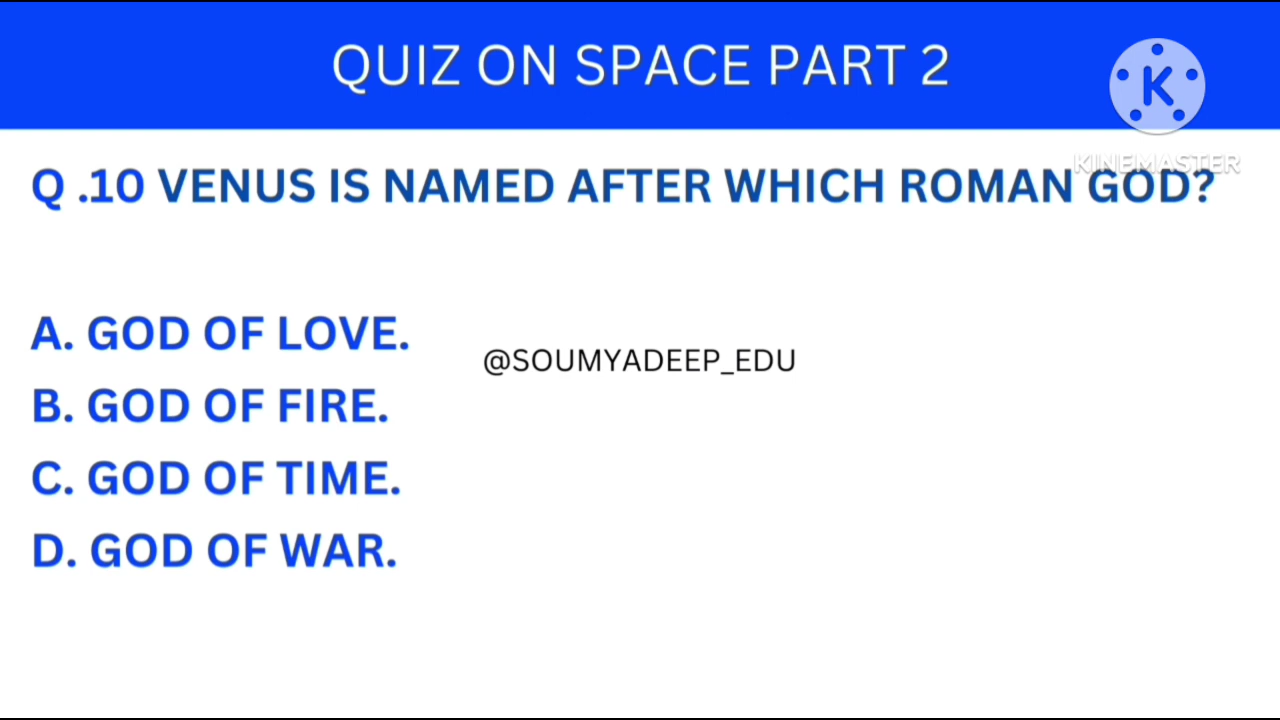 QUIZ ON SPACE PART 2
K
KINEMASTER
Q .10 VENUS IS NAMED AFTER WHICH ROMAN GOD?
A. GOD OF LOVE.
@SOUMYADEEP_EDU
B. GOD OF FIRE.
C. GOD OF TIME.
D. GOD OF WAR.